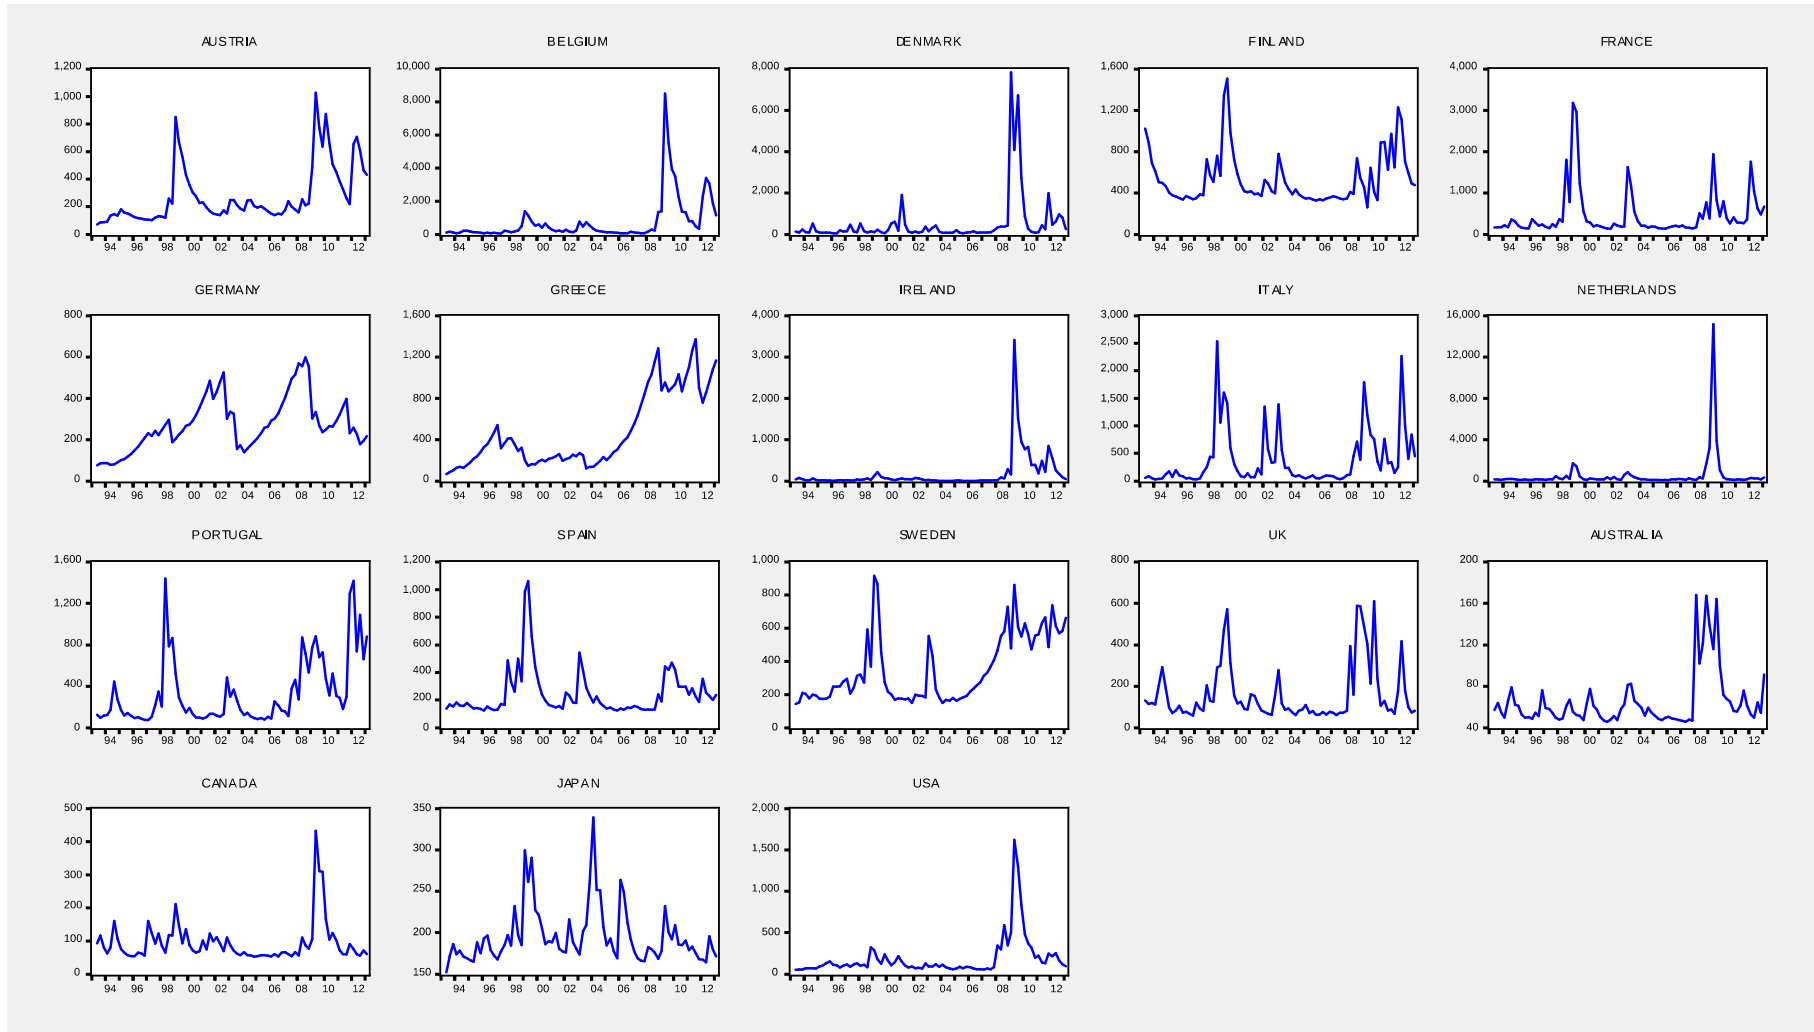 AUSTRIA BELGIUM DENMARK FINLAND FRANCE
1,200 10,000 8,000 1,600 4,000
1,000 8,000 6,000 1,200 3,000
800 6,000 4,000 800 2,000
600 4,000 2,000 400 1,000
400 2,000 0 0 0
200 0
0
94 96 98 00 02 04 06 08 10 12 94 96 98 00 02 04 06 08 10 12 94 96 98 00 02 04 06 08 10 12 94 96 98 00 02 04 06 08 10 12 94 96 98 00 02 04 06 08 10 12
GERMANY GREECE IRELAND ITALY NETHERLANDS
800 1,600 4,000 3,000 16,000
600 1,200 3,000 2,500 12,000
400 800 2,000 2,000 8,000
200 400 1,000 1,500 4,000
0 0 0 1,000 0
500
0
94 96 98 00 02 04 06 08 10 12 94 96 98 00 02 04 06 08 10 12 94 96 98 00 02 04 06 08 10 12 94 96 98 00 02 04 06 08 10 12 94 96 98 00 02 04 06 08 10 12
PORTUGAL SPAIN SWEDEN UK AUSTRALIA
1,600 1,200 1,000 800 200
1,200 1,000 800 600 160
800 800 600 400 120
400 600 400 200 80
0 400 200 0 40
200 0
0
94 96 98 00 02 04 06 08 10 12 94 96 98 00 02 04 06 08 10 12 94 96 98 00 02 04 06 08 10 12 94 96 98 00 02 04 06 08 10 12 94 96 98 00 02 04 06 08 10 12
CANADA JAPAN USA
500 350 2,000
400 300 1,500
300 250 1,000
200 200 500
100 150 0
0
94 96 98 00 02 04 06 08 10 12 94 96 98 00 02 04 06 08 10 12 94 96 98 00 02 04 06 08 10 12